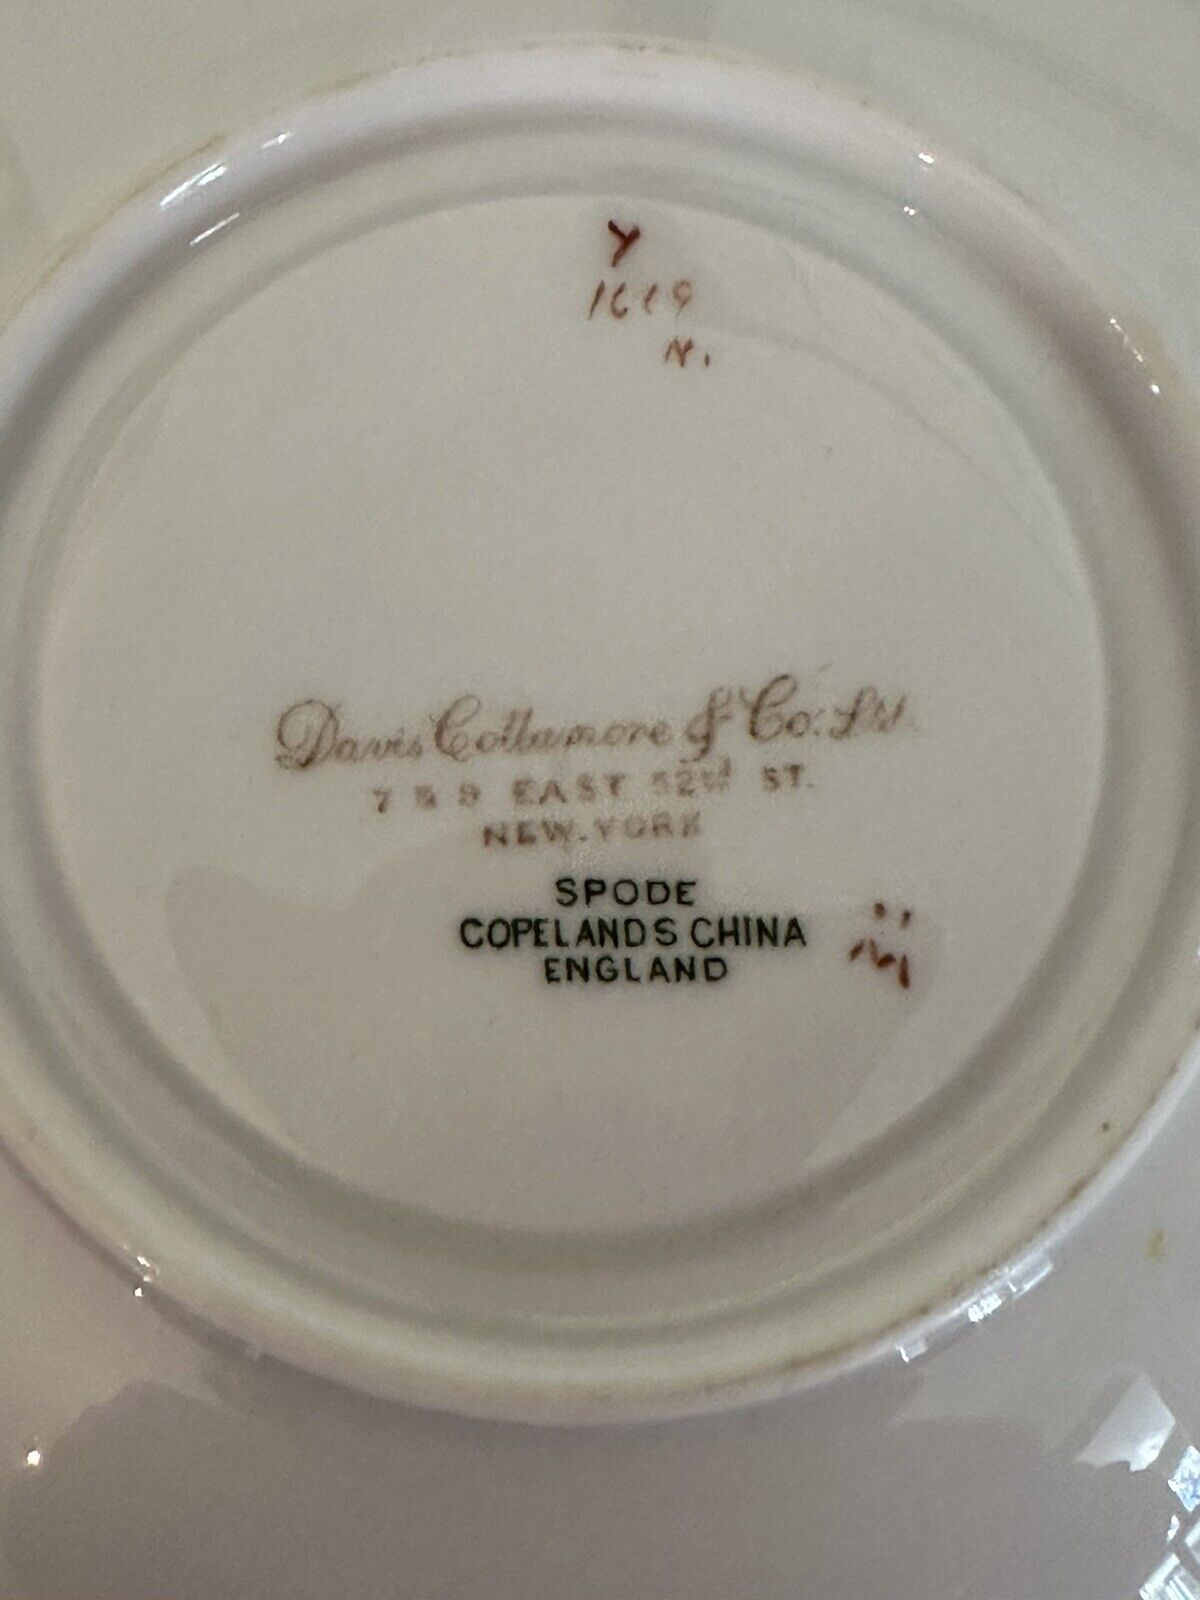 Y
1619
N.
Davis Collamore & Co. Ltd.
7 & 9 EAST 52nd ST.
NEW.YORK
SPODE
COPELANDS CHINA
ENGLAND